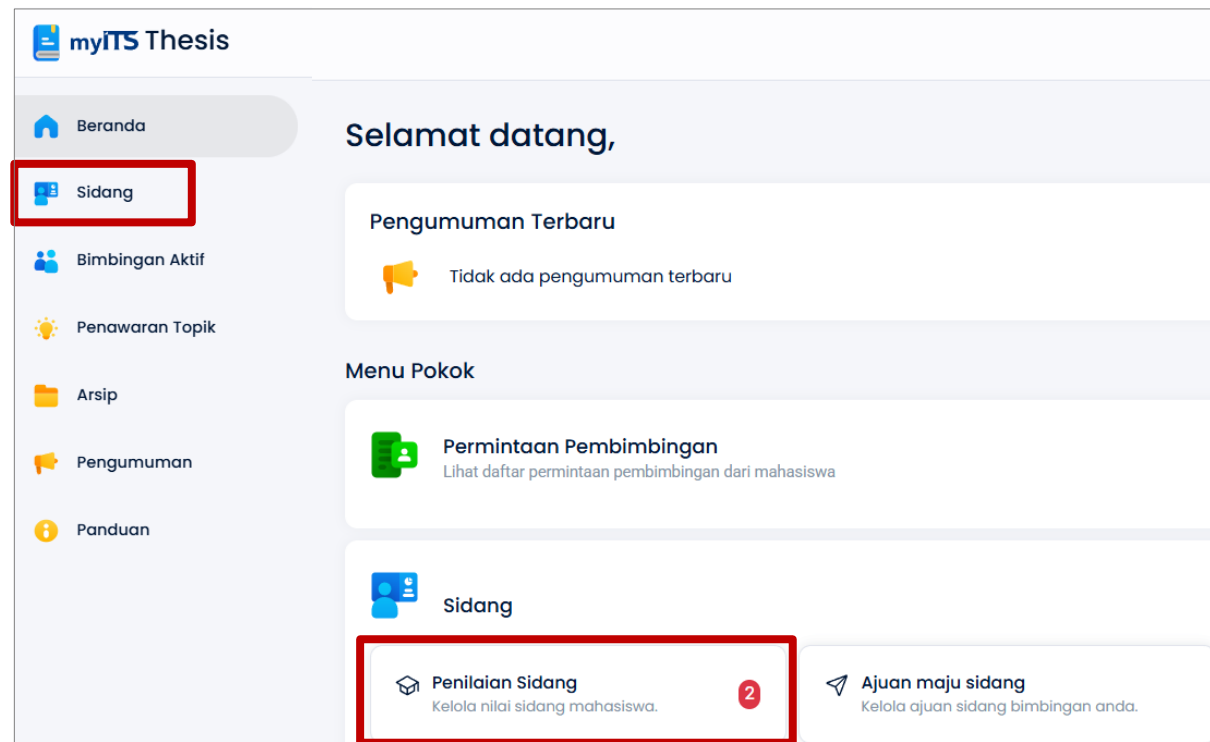 myITS Thesis
Beranda
Sidang
Bimbingan Aktif
Penawaran Topik
Arsip
Pengumuman
Panduan
Selamat datang,
Pengumuman Terbaru
Tidak ada pengumuman terbaru
Menu Pokok
Permintaan Pembimbingan
Lihat daftar permintaan pembimbingan dari mahasiswa
Sidang
Penilaian Sidang
Kelola nilai sidang mahasiswa.
2
Ajuan maju sidang
Kelola ajuan sidang bimbingan anda.